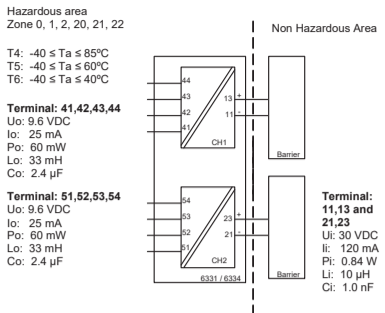 Hazardous area
Zone 0, 1, 2, 20, 21, 22
Non Hazardous Area
T4: -40 ≤ Ta ≤ 85ºC
T5: -40 ≤ Ta ≤ 60ºC
T6: -40 ≤ Ta ≤ 40ºC
Terminal: 41,42,43,44
Uo: 9.6 VDC
Io: 25 mA
Po: 60 mW
Lo: 33 mH
Co: 2.4 µF
Terminal: 51,52,53,54
Uo: 9.6 VDC
Io: 25 mA
Po: 60 mW
Lo: 33 mH
Co: 2.4 µF
44
43
42
41
13 +
11 -
CH1
Barrier
54
53
52
51
23 +
21 -
CH2
6331 / 6334
Barrier
Terminal:
11,13 and
21,23
Ui: 30 VDC
Ii: 120 mA
Pi: 0.84 W
Li: 10 µH
Ci: 1.0 nF